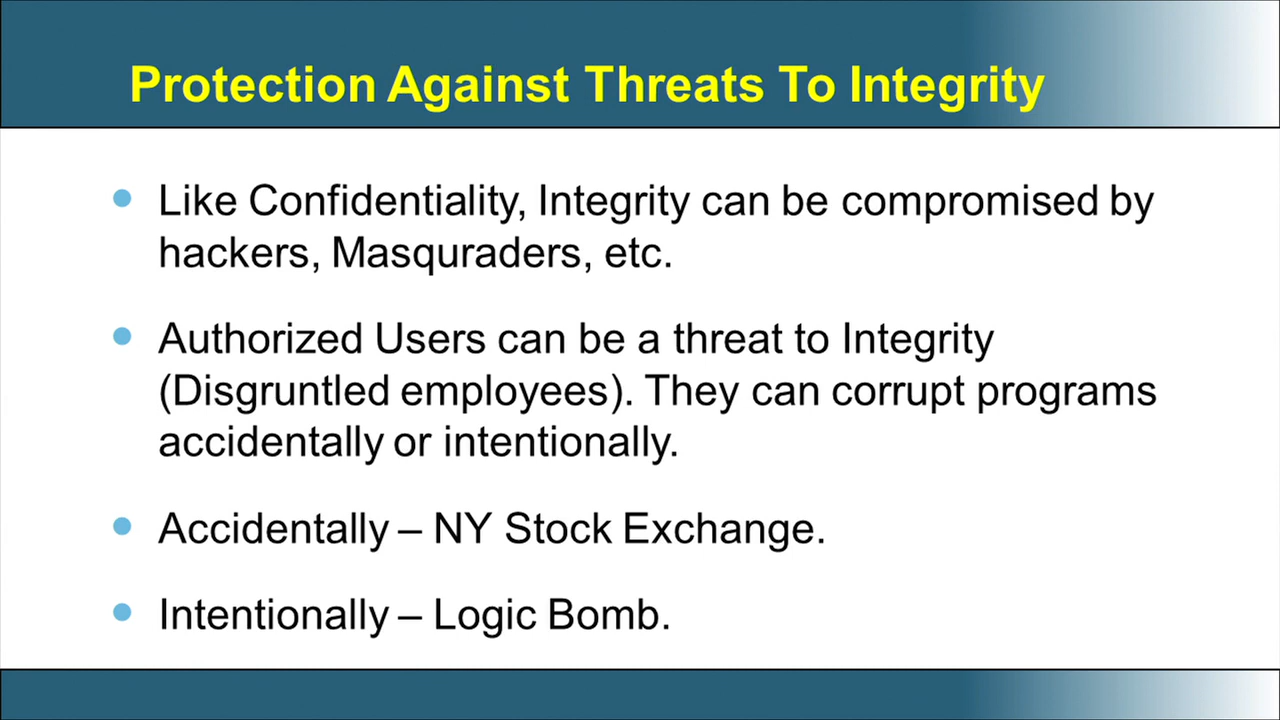 Protection Against Threats To Integrity
Like Confidentiality, Integrity can be compromised by
hackers, Masquraders, etc.
Authorized Users can be a threat to Integrity
(Disgruntled employees). They can corrupt programs
accidentally or intentionally.
Accidentally – NY Stock Exchange.
Intentionally – Logic Bomb.